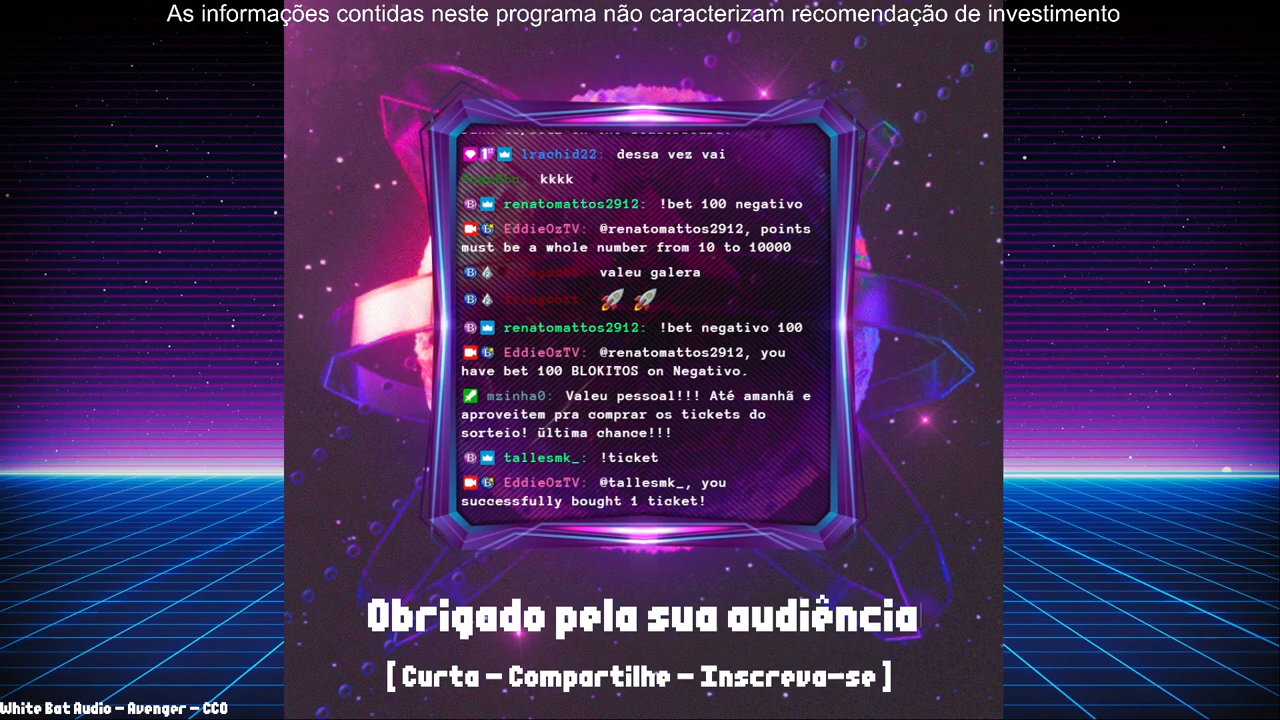 As informações contidas neste programa não caracterizam recomendação de investimento
lrachid22: dessa vez vai
kkkk
renatomattos2912: !bet 100 negativo
EddieOzTV: @renatomattos2912, points
must be a whole number from 10 to 10000
valeu galera
renatomattos2912: !bet negativo 100
EddieOzTV: @renatomattos2912, you
have bet 100 BLOKITOS on Negativo.
mzinha0: Valeu pessoal!!! Até amanhã e
aproveitem pra comprar os tickets do
sorteio! última chance!!!
tallesmk_: !ticket
EddieOzTV: @tallesmk_, you
successfully bought 1 ticket!
Obrigado pela sua audiência
[ Curta - Compartilhe - Inscreva-se ]
White Bat Audio - Avenger - CC0